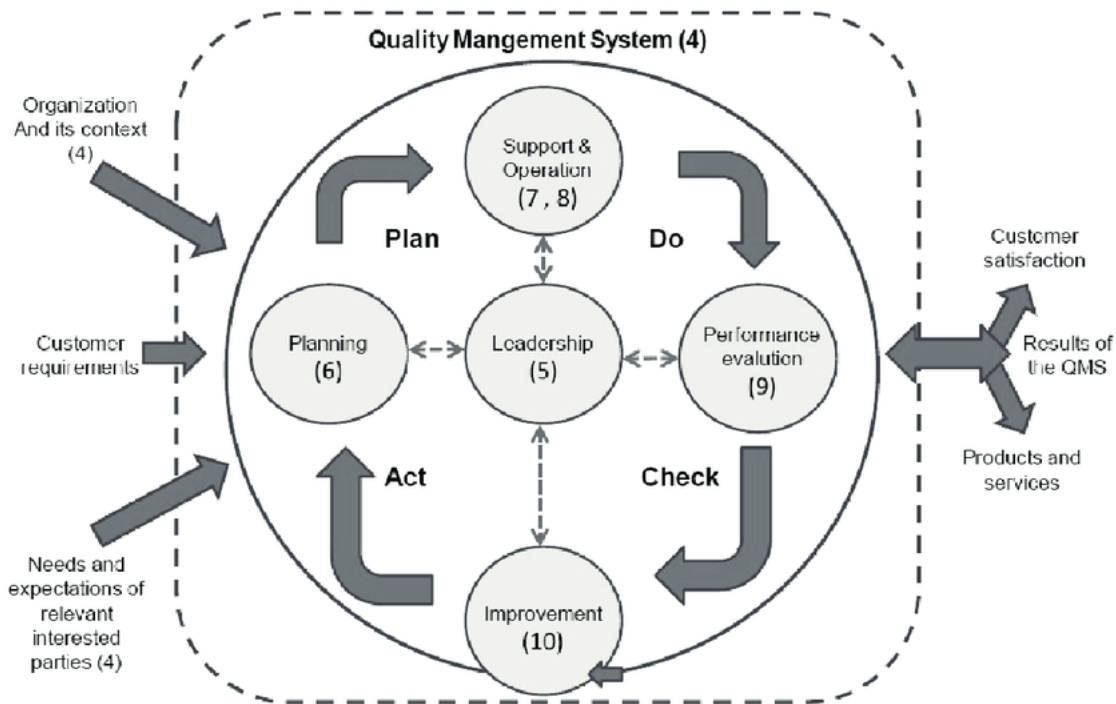 Quality Mangement System (4)
Organization
And its context
(4)
Support &
Operation
(7 , 8)
Plan
Do
Customer
satisfaction
Customer
requirements
Planning
(6)
Leadership
(5)
Performance
evalution
(9)
Results of
the QMS
Act
Check
Products and
services
Needs and
expectations of
relevant
interested
parties (4)
Improvement
(10)